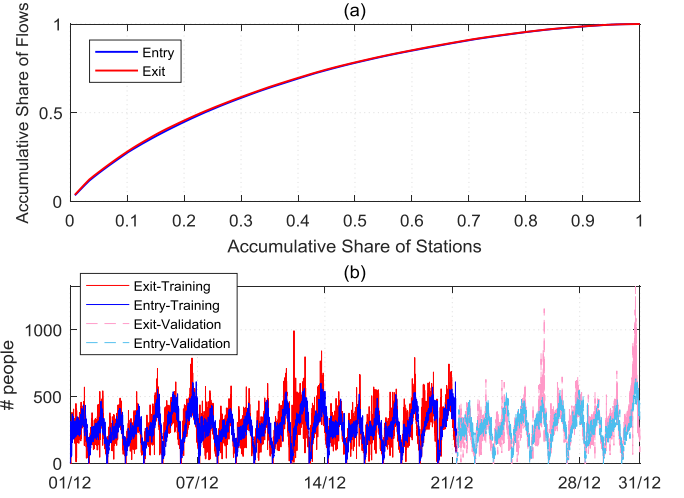 (a)
Accumulative Share of Flows
1
0.5
0
Entry
Exit
0 0.1 0.2 0.3 0.4 0.5 0.6 0.7 0.8 0.9 1
Accumulative Share of Stations
(b)
# people
1000
500
0
Exit-Training
Entry-Training
Exit-Validation
Entry-Validation
01/12 07/12 14/12 21/12 28/12 31/12